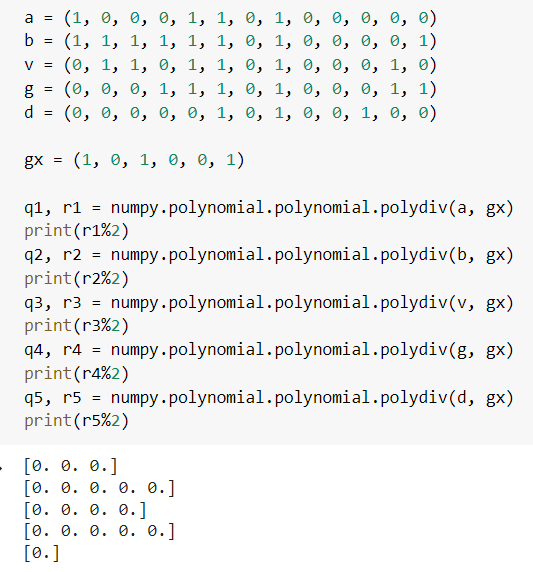 a = (1, 0, 0, 0, 1, 1, 0, 1, 0, 0, 0, 0, 0)
b = (1, 1, 1, 1, 1, 1, 0, 1, 0, 0, 0, 0, 1)
v = (0, 1, 1, 0, 1, 1, 0, 1, 0, 0, 0, 1, 0)
g = (0, 0, 0, 1, 1, 1, 0, 1, 0, 0, 0, 1, 1)
d = (0, 0, 0, 0, 0, 1, 0, 1, 0, 0, 1, 0, 0)
gx = (1, 0, 1, 0, 0, 1)
q1, r1 = numpy.polynomial.polynomial.polydiv(a, gx)
print(r1%2)
q2, r2 = numpy.polynomial.polynomial.polydiv(b, gx)
print(r2%2)
q3, r3 = numpy.polynomial.polynomial.polydiv(v, gx)
print(r3%2)
q4, r4 = numpy.polynomial.polynomial.polydiv(g, gx)
print(r4%2)
q5, r5 = numpy.polynomial.polynomial.polydiv(d, gx)
print(r5%2)
[0. 0. 0.]
[0. 0. 0. 0. 0.]
[0. 0. 0. 0.]
[0. 0. 0. 0. 0.]
[0.]